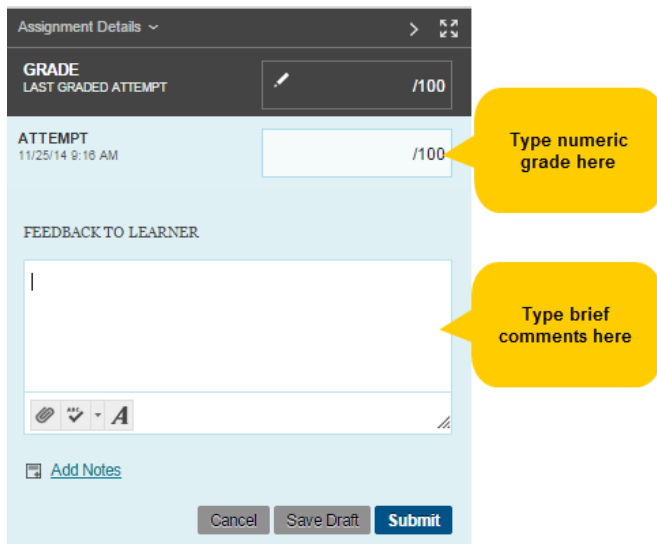 Assignment Details
GRADE
LAST GRADED ATTEMPT
/100
ATTEMPT
11/25/14 9:16 AM
/100
Type numeric
grade here
FEEDBACK TO LEARNER
Type brief
comments here
ABC
A
Add Notes
Cancel
Save Draft
Submit